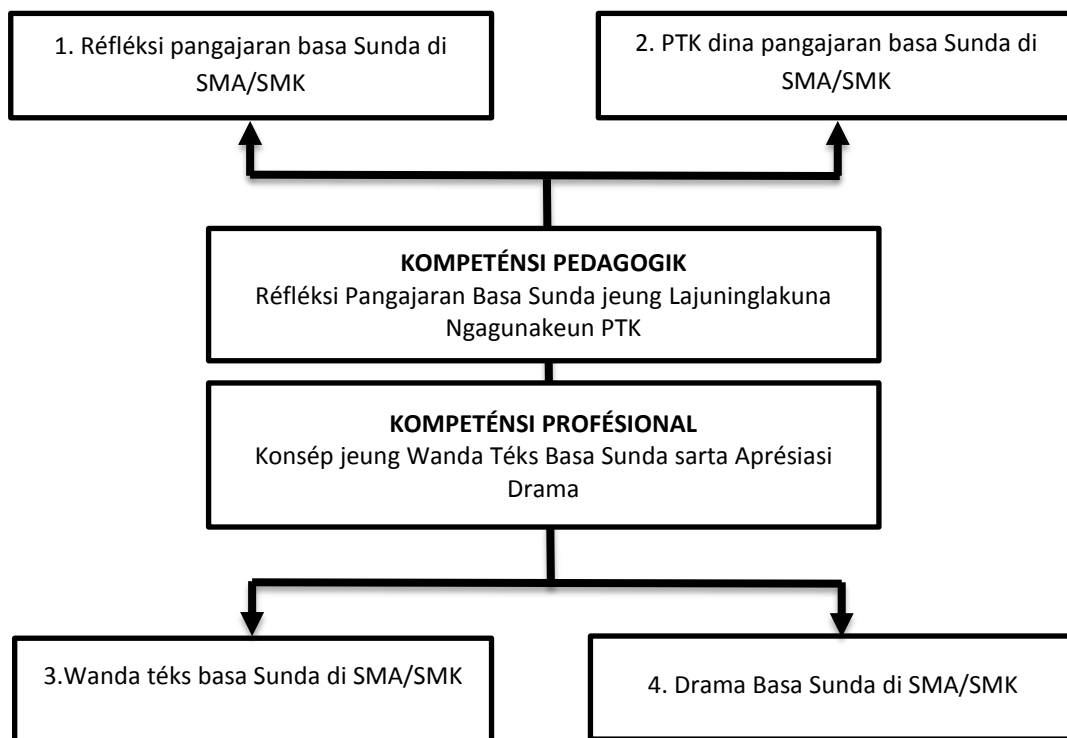 1. Réfléksi pangajaran basa Sunda di
SMA/SMK
2. PTK dina pangajaran basa Sunda di
SMA/SMK
KOMPETÉNSI PEDAGOGIK
Réfléksi Pangajaran Basa Sunda jeung Lajuninglakuna
Ngagunakeun PTK
KOMPETÉNSI PROFÉSIONAL
Konsép jeung Wanda Téks Basa Sunda sarta Aprésiasi
Drama
3.Wanda téks basa Sunda di SMA/SMK
4. Drama Basa Sunda di SMA/SMK